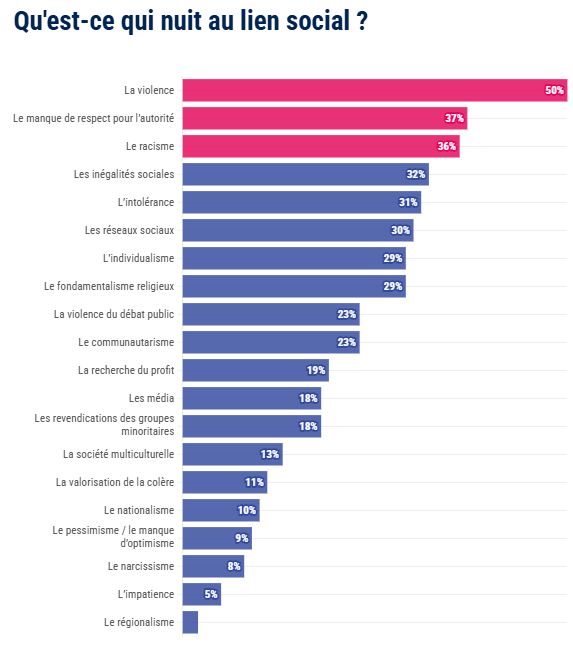 Qu'est-ce qui nuit au lien social ?
La violence 50%
Le manque de respect pour l'autorité 37%
Le racisme 36%
Les inégalités sociales 32%
L'intolérance 31%
Les réseaux sociaux 30%
L'individualisme 29%
Le fondamentalisme religieux 29%
La violence du débat public 23%
Le communautarisme 23%
La recherche du profit 19%
Les média 18%
Les revendications des groupes
minoritaires 18%
La société multiculturelle 13%
La valorisation de la colère 11%
Le nationalisme 10%
Le pessimisme / le manque
d'optimisme 9%
Le narcissisme 8%
L'impatience 5%
Le régionalisme